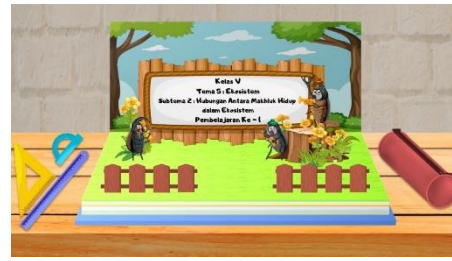 Kelas V
Tema 5 : Ekosistem
Subtema 2 : Hubungan Antara Makhluk Hidup
dalam Ekosistem
Pembelajaran Ke - 1